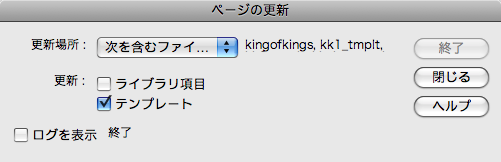 ページの更新
更新場所： 次を含むファイ... kingofkings, kk1_tmplt, 終了
更新： ライブラリ項目 閉じる
テンプレート ヘルプ
ログを表示 終了